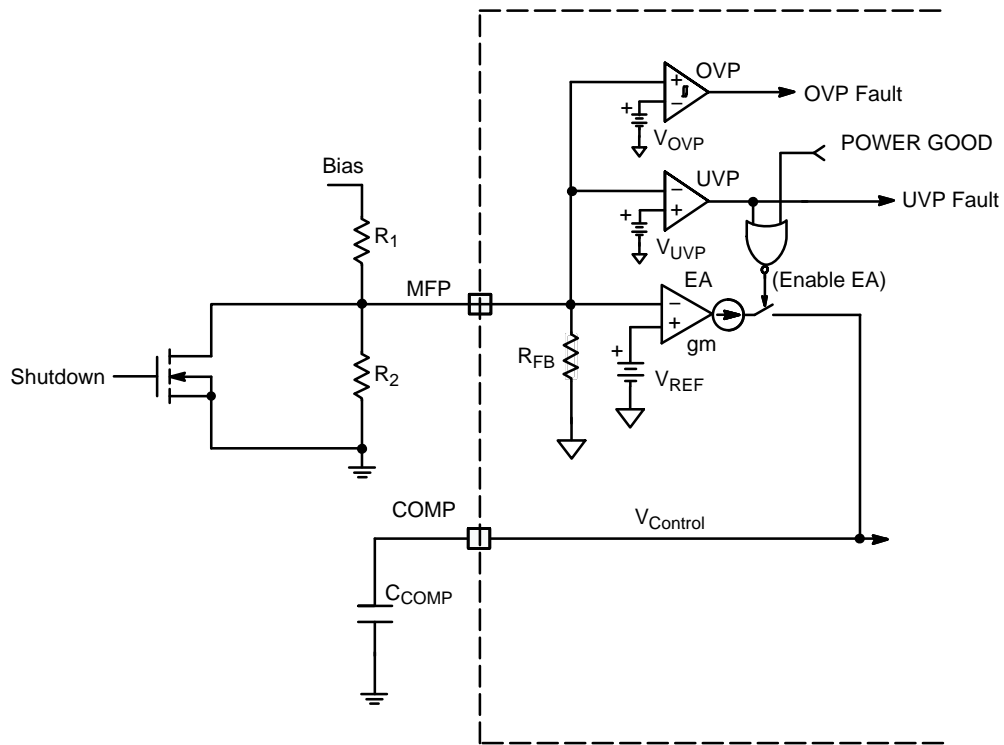 OVP
+
−
+
V_OVP
OVP Fault
POWER GOOD
Bias
UVP
−
+
+
V_UVP
UVP Fault
R_1
MFP
EA
(Enable EA)
−
+
gm
+
V_REF
R_FB
Shutdown
R_2
COMP
V_Control
C_COMP